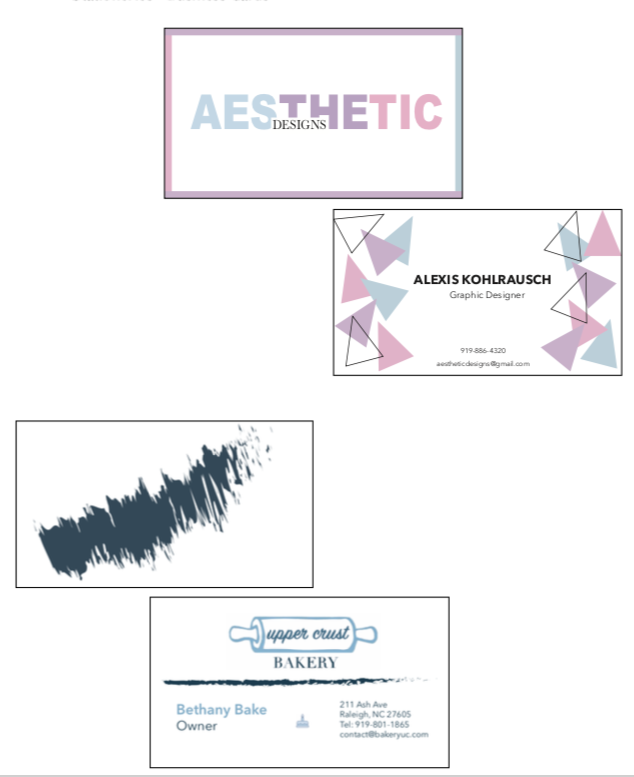 AESTHETIC
DESIGNS
ALEXIS KOHLRAUSCH
Graphic Designer
919-886-4320
aestheticdesigns@gmail.com
upper crust
BAKERY
Bethany Bake
Owner
211 Ash Ave
Raleigh, NC 27605
Tel: 919-801-1865
contact@bakeryuc.com